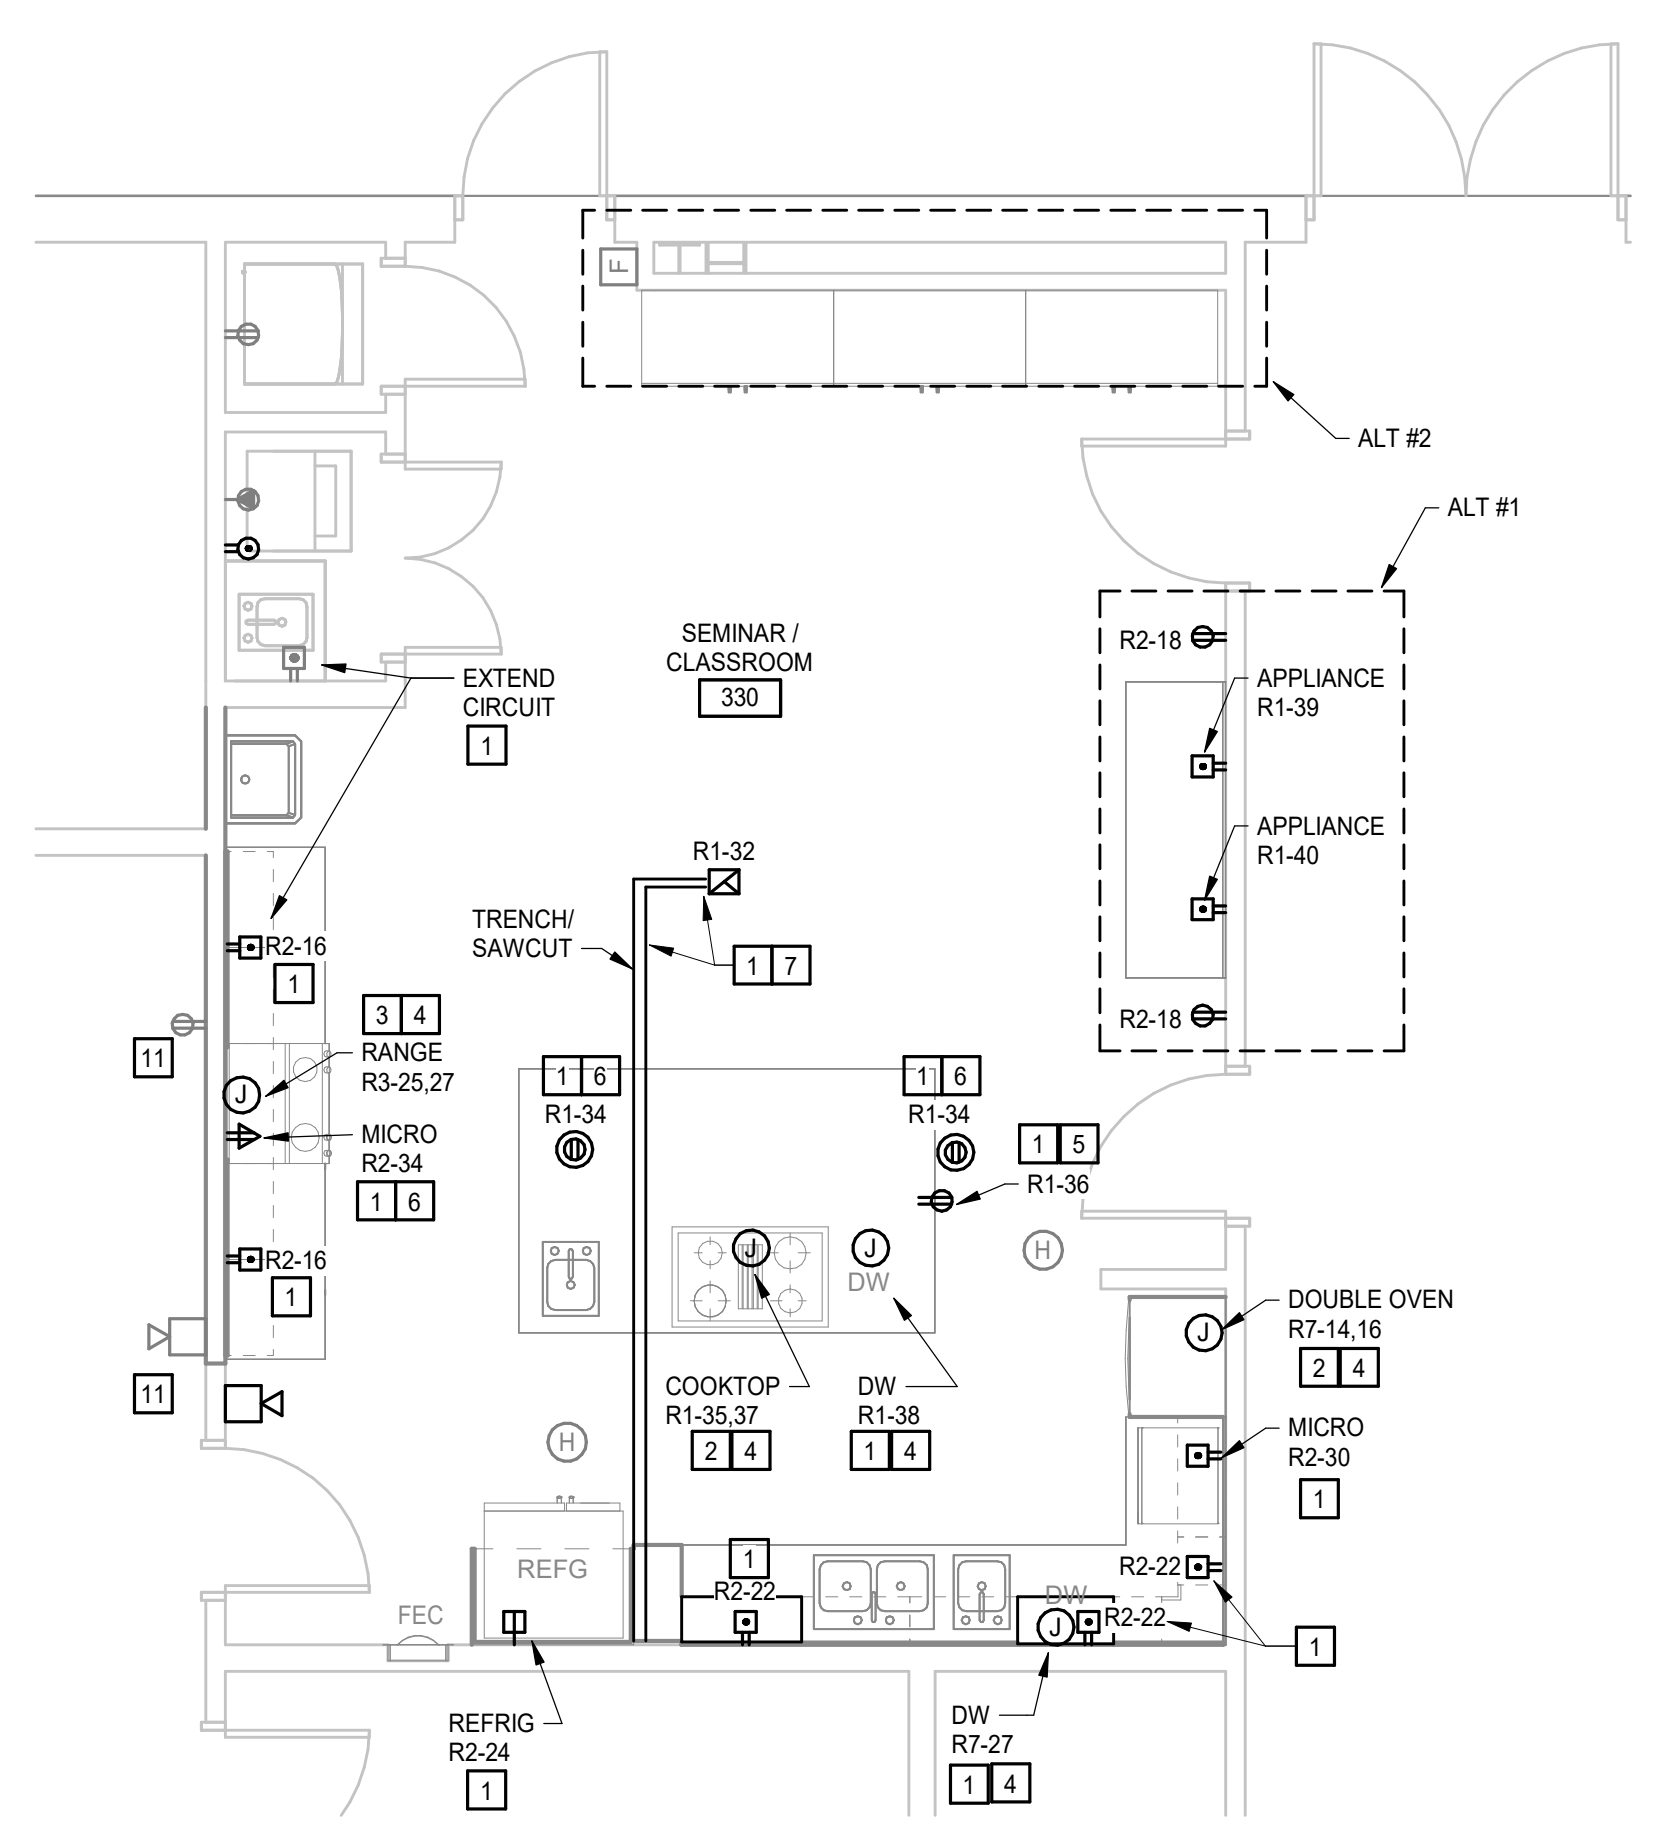 F
ALT #2
ALT #1
SEMINAR /
CLASSROOM
330
R2-18
EXTEND
CIRCUIT
1
APPLIANCE
R1-39
APPLIANCE
R1-40
R1-32
TRENCH/
SAWCUT
1 7
R2-16
1
R2-18
3 4
RANGE
R3-25,27
J
11
1 6
R1-34
1 6
R1-34
MICRO
R2-34
1 6
1 5
R1-36
J
J
DW
H
R2-16
1
DOUBLE OVEN
R7-14,16
2 4
J
11
COOKTOP
R1-35,37
2 4
DW
R1-38
1 4
H
MICRO
R2-30
1
REFG
1
R2-22
R2-22
DW
J
R2-22
1
FEC
REFRIG
R2-24
1
DW
R7-27
1 4